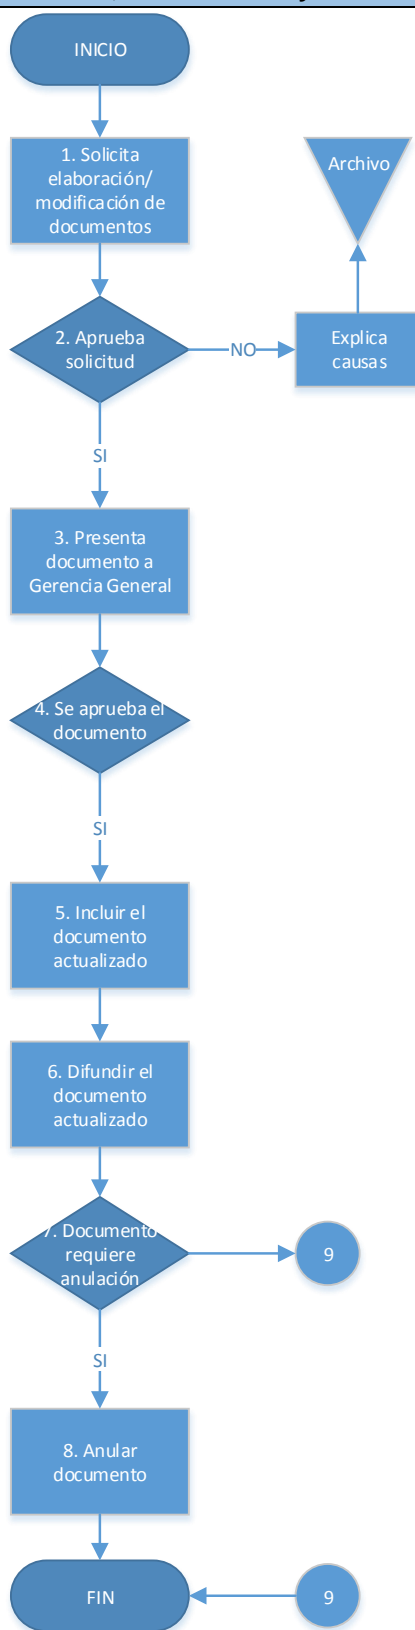 INICIO
1. Solicita
elaboración/
modificación de
documentos
Archivo
2. Aprueba
solicitud
NO
Explica
causas
SI
3. Presenta
documento a
Gerencia General
4. Se aprueba el
documento
SI
5. Incluir el
documento
actualizado
6. Difundir el
documento
actualizado
7. Documento
requiere
anulación
9
SI
8. Anular
documento
FIN
9